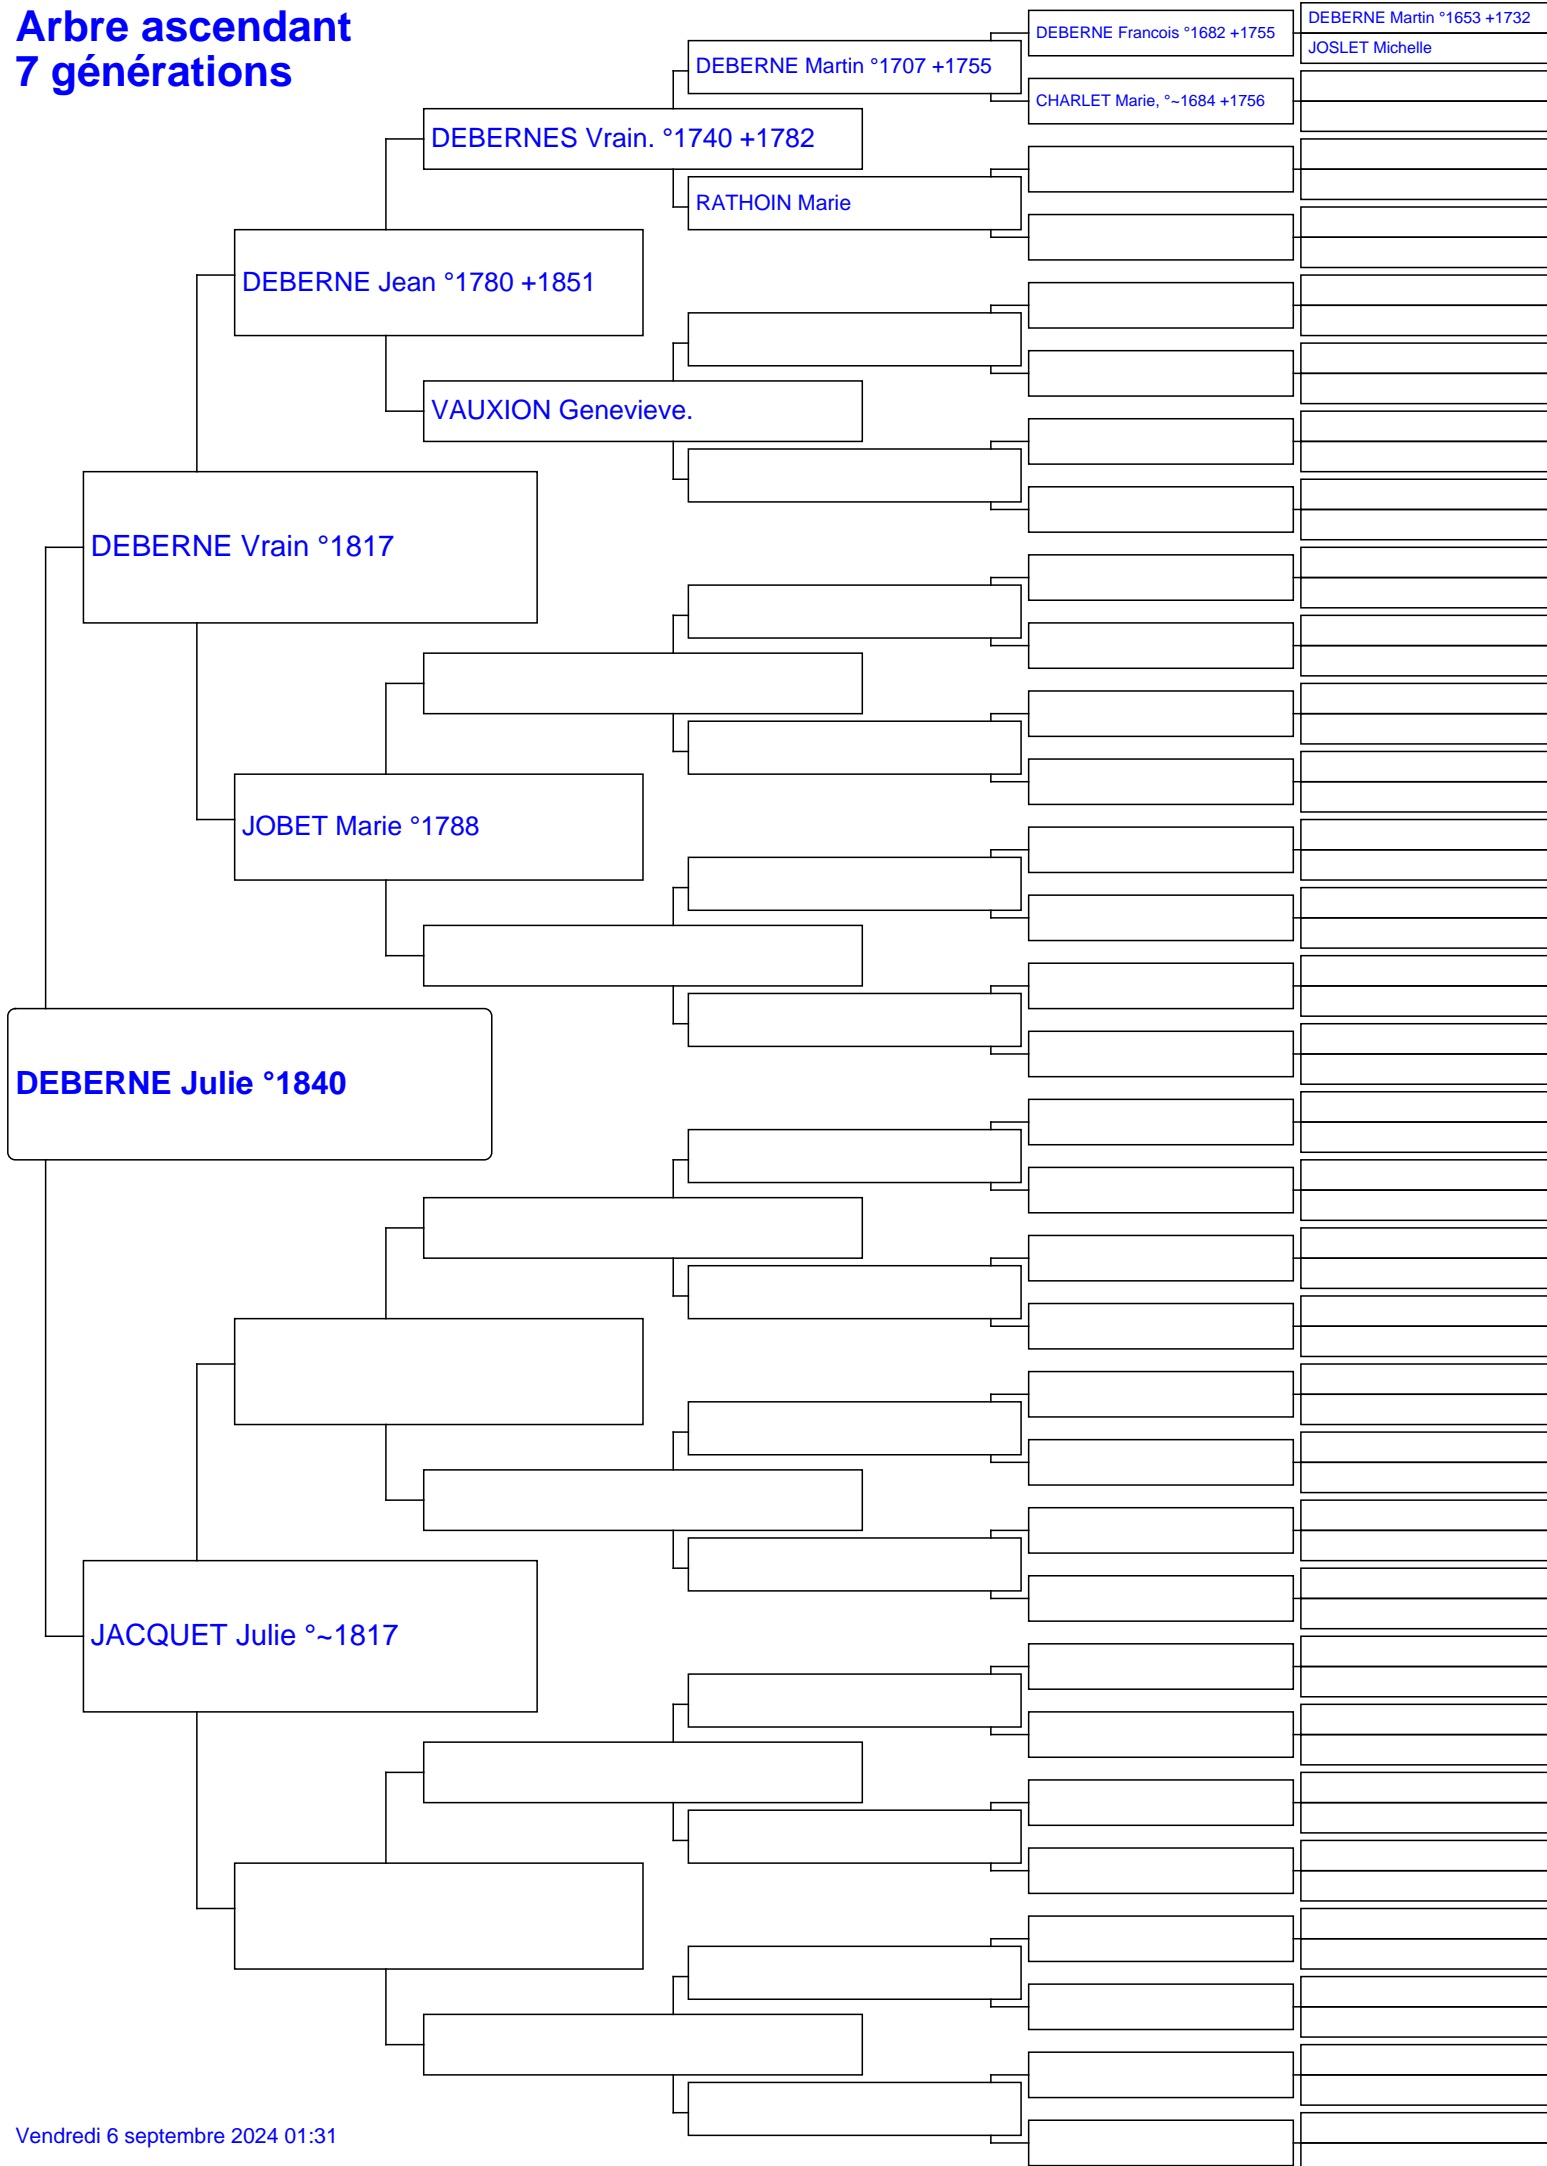 Arbre ascendant
7 générations
DEBERNE Martin °1653 +1732
JOSLET Michelle
DEBERNE Francois °1682 +1755
CHARLET Marie, °~1684 +1756
DEBERNE Martin °1707 +1755
RATHOIN Marie
DEBERNES Vrain. °1740 +1782
VAUXION Genevieve.
DEBERNE Jean °1780 +1851
JOBET Marie °1788
DEBERNE Vrain °1817
JACQUET Julie °~1817
DEBERNE Julie °1840
Vendredi 6 septembre 2024 01:31